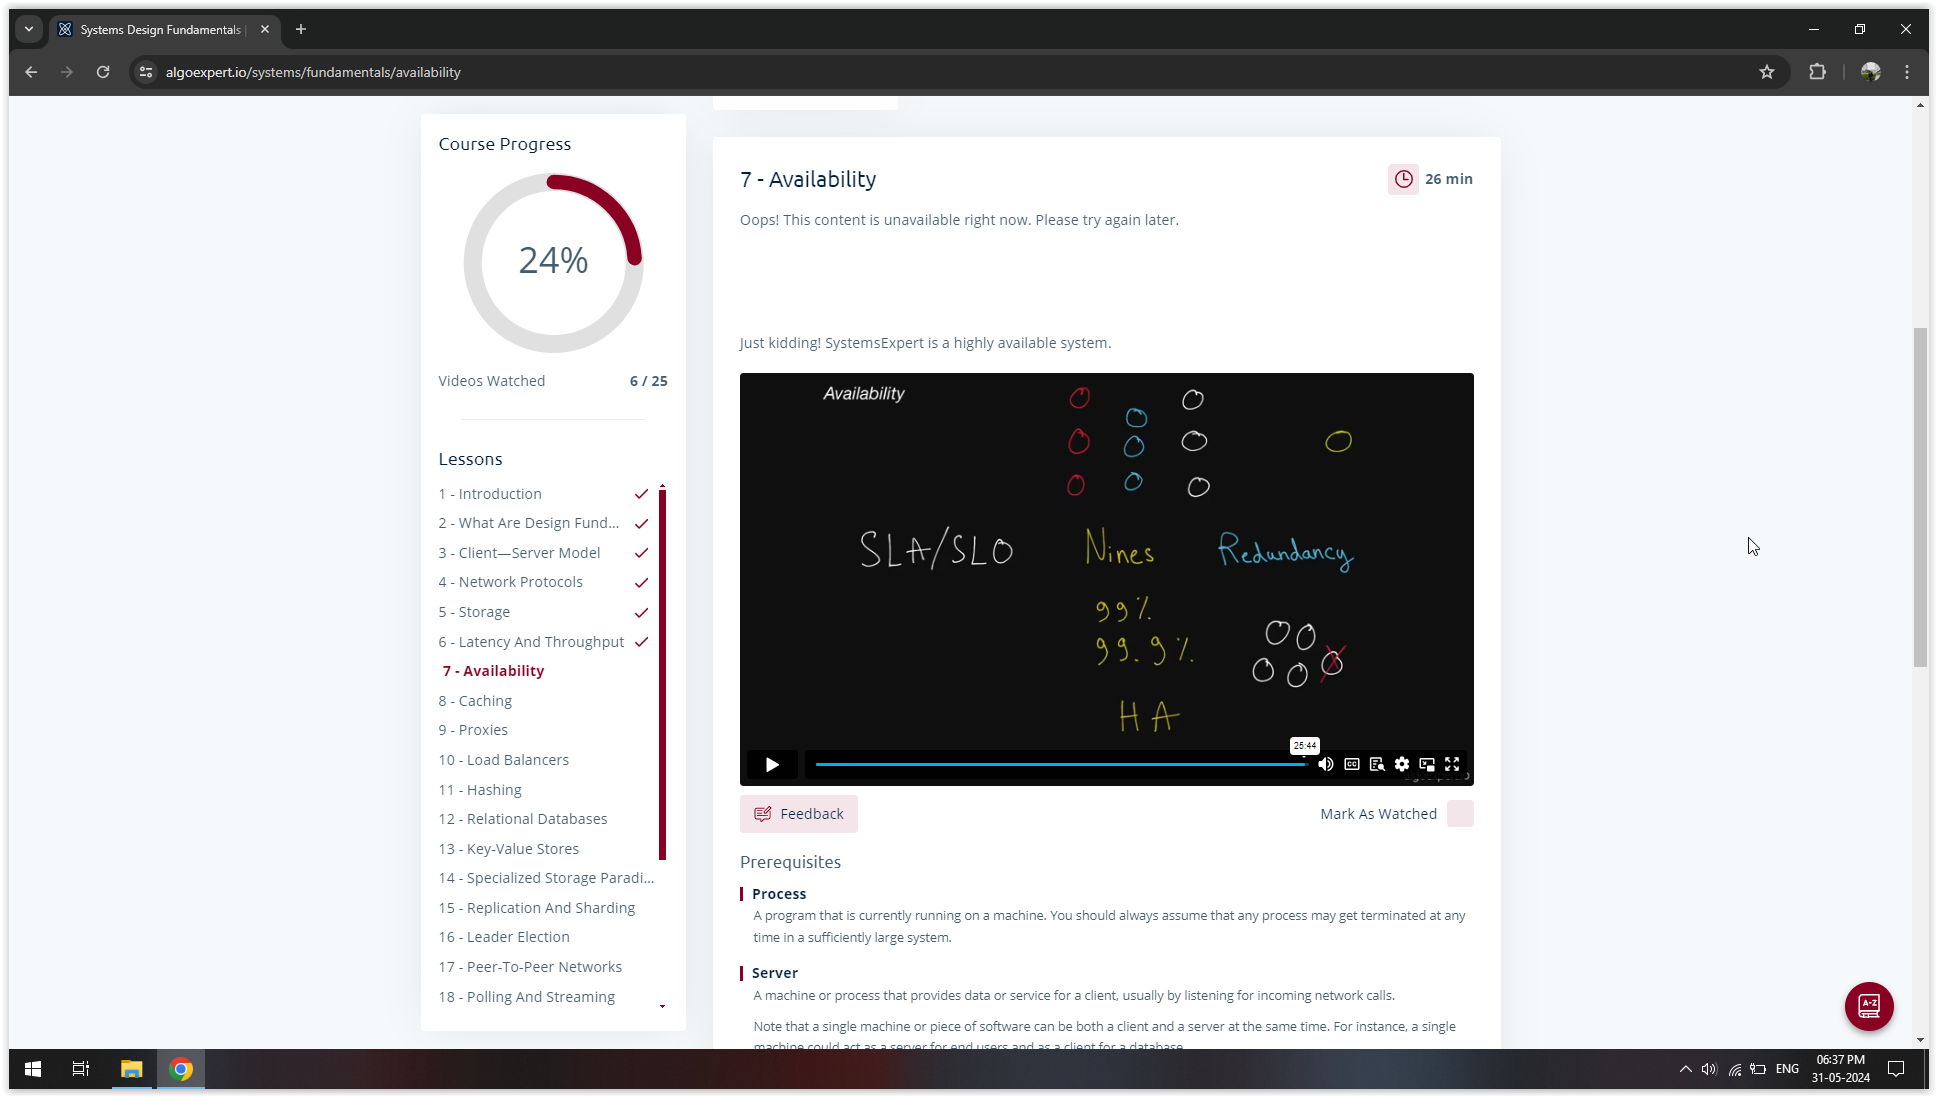 Systems Design Fundamentals |
algoexpert.io/systems/fundamentals/availability
Course Progress
24%
Videos Watched 6 / 25
Lessons
1 - Introduction
2 - What Are Design Fund...
3 - Client—Server Model
4 - Network Protocols
5 - Storage
6 - Latency And Throughput
7 - Availability
8 - Caching
9 - Proxies
10 - Load Balancers
11 - Hashing
12 - Relational Databases
13 - Key-Value Stores
14 - Specialized Storage Paradi...
15 - Replication And Sharding
16 - Leader Election
17 - Peer-To-Peer Networks
18 - Polling And Streaming
7 - Availability
26 min
Oops! This content is unavailable right now. Please try again later.
Just kidding! SystemsExpert is a highly available system.
Availability
SLA/SLO Nines Redundancy
99%
99.9%
HA
25:44
CC
Feedback
Mark As Watched
Prerequisites
Process
A program that is currently running on a machine. You should always assume that any process may get terminated at any
time in a sufficiently large system.
Server
A machine or process that provides data or service for a client, usually by listening for incoming network calls.
Note that a single machine or piece of software can be both a client and a server at the same time. For instance, a single
machine could act as a server for end users and as a client for a database.
A-Z
ENG
06:37 PM
31-05-2024